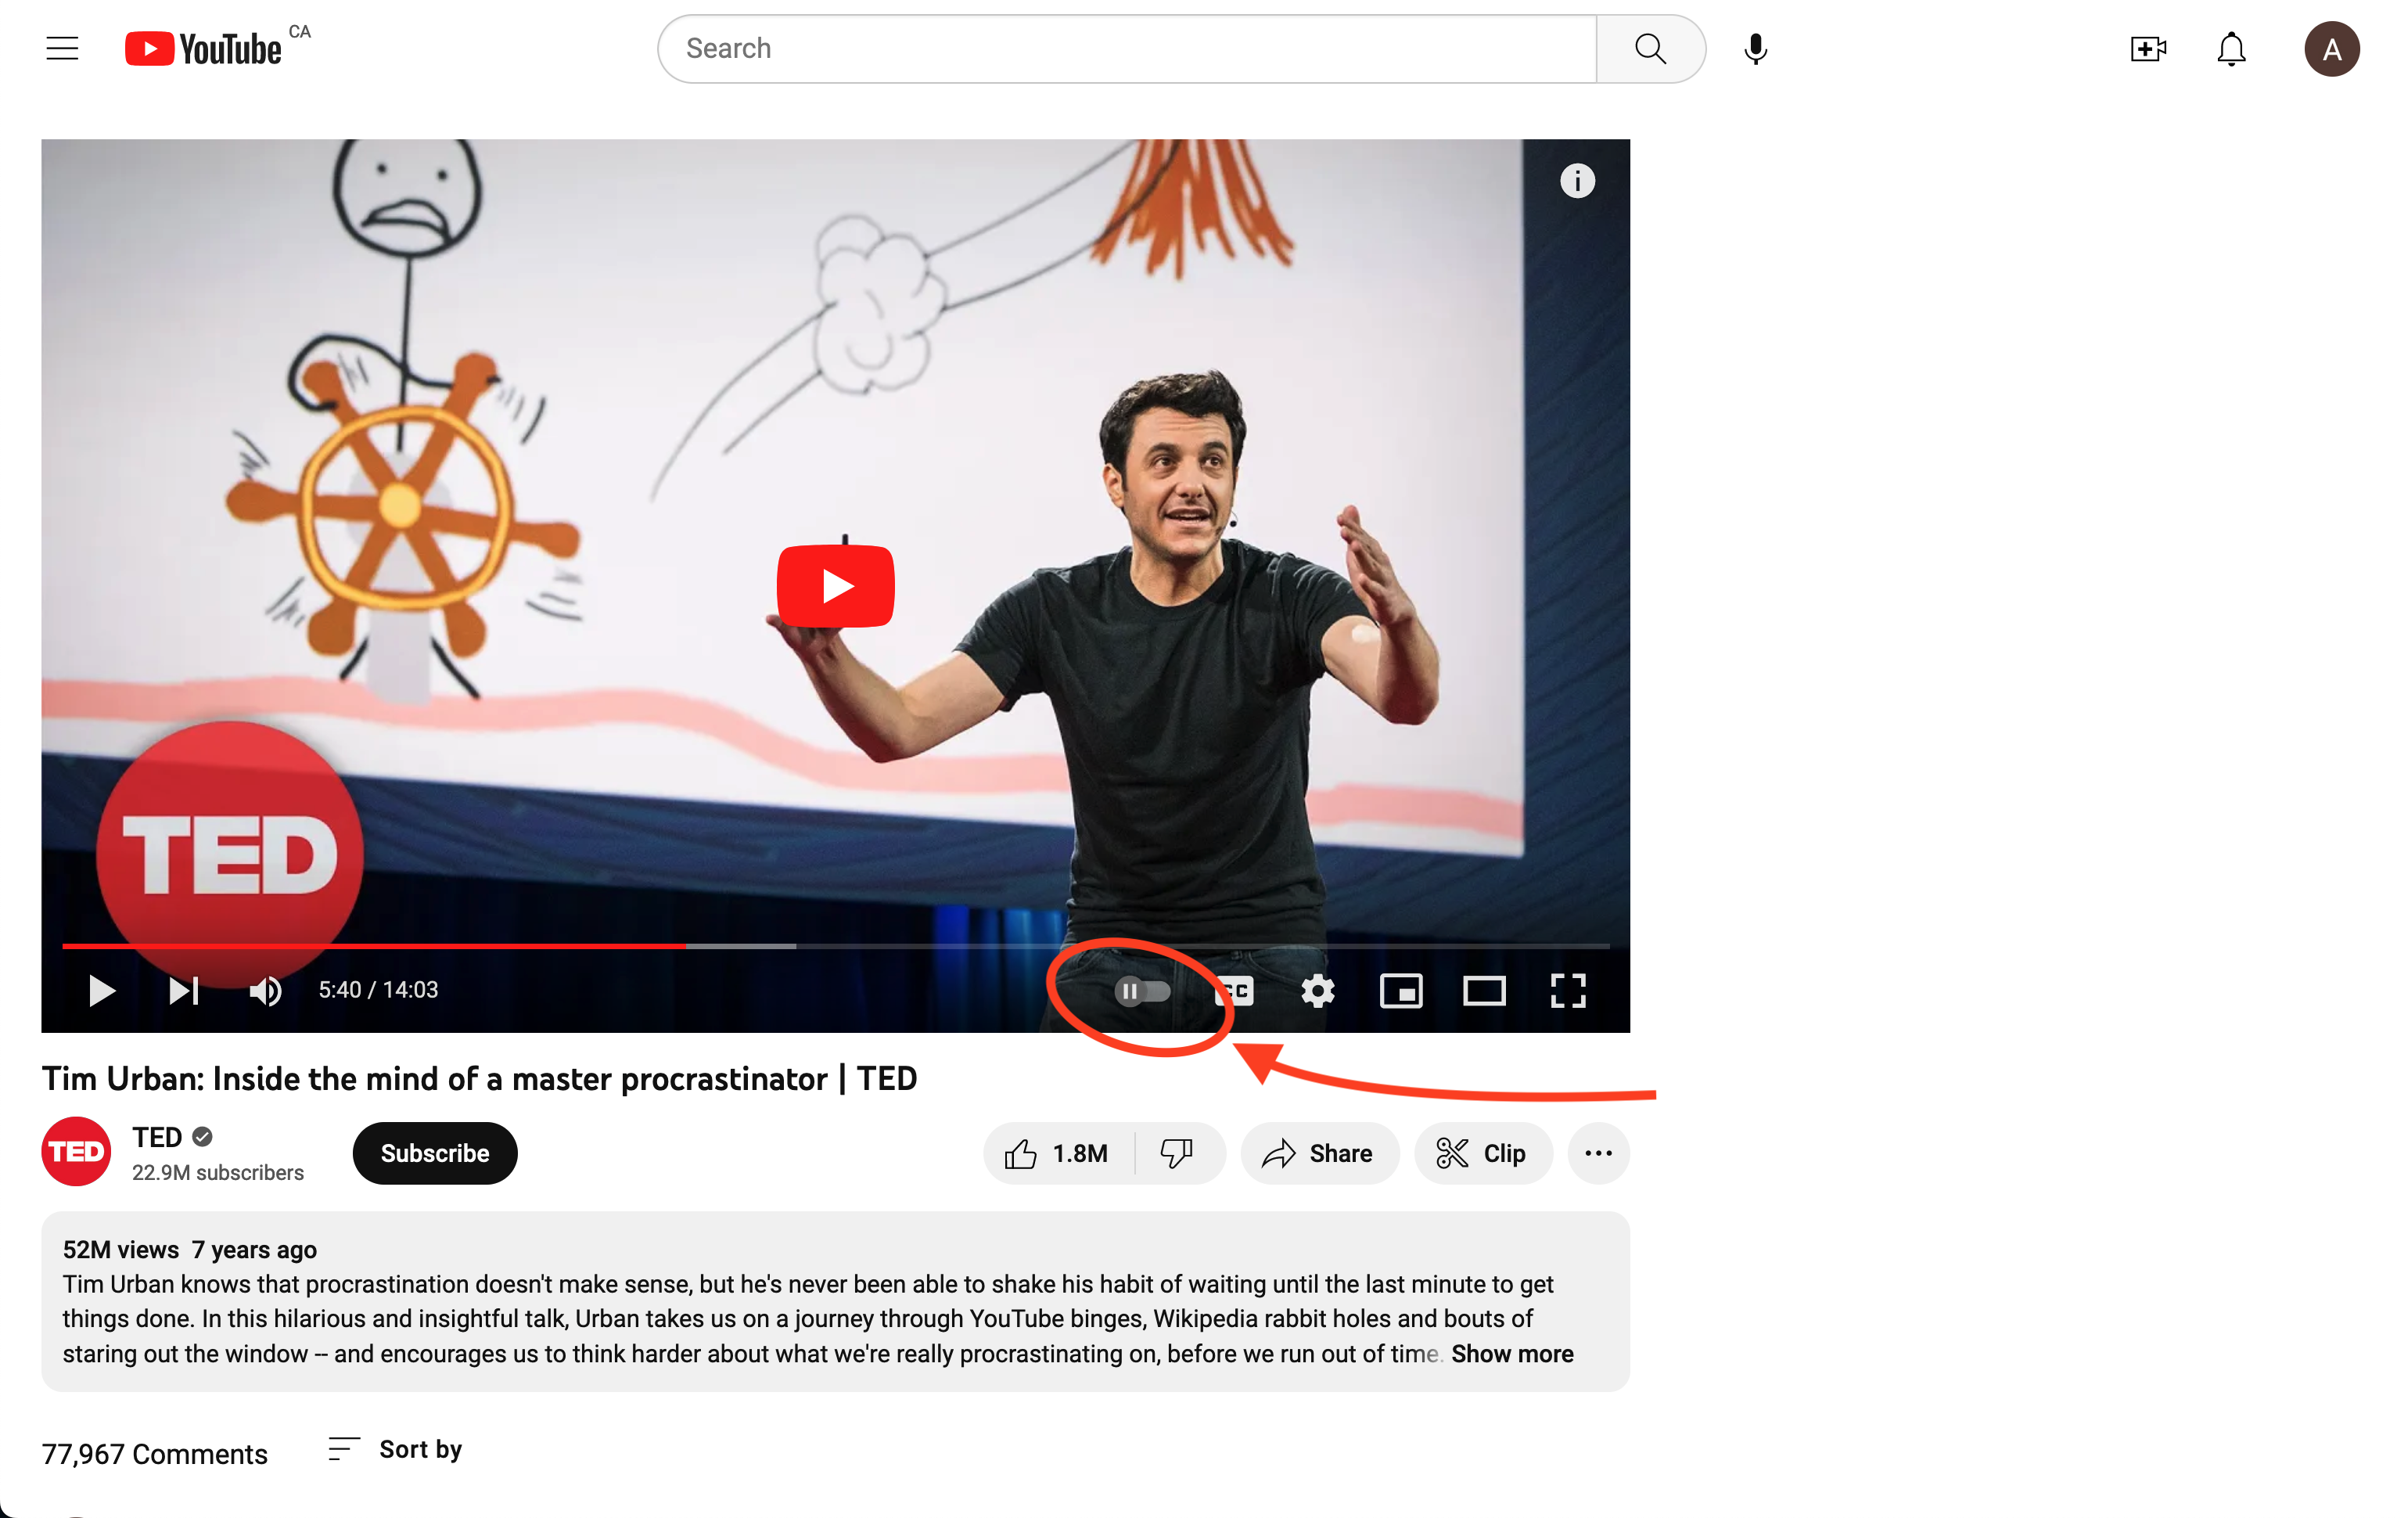 YouTube CA
Search
A
i
TED
5:40 / 14:03
CC
Tim Urban: Inside the mind of a master procrastinator | TED
TED
TED
22.9M subscribers
Subscribe
1.8M
Share
Clip
52M views 7 years ago
Tim Urban knows that procrastination doesn't make sense, but he's never been able to shake his habit of waiting until the last minute to get
things done. In this hilarious and insightful talk, Urban takes us on a journey through YouTube binges, Wikipedia rabbit holes and bouts of
staring out the window -- and encourages us to think harder about what we're really procrastinating on, before we run out of time. Show more
77,967 Comments
Sort by